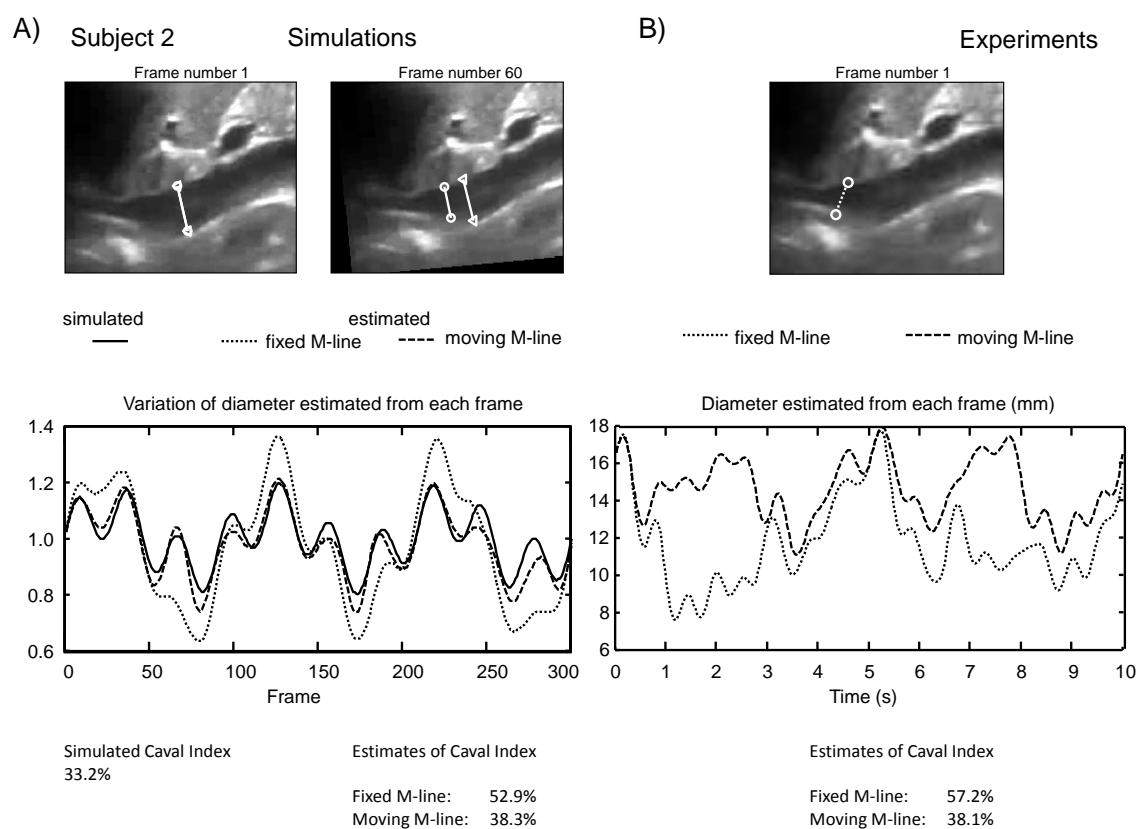 A) Subject 2 Simulations
Frame number 1 Frame number 60
simulated estimated
fixed M-line moving M-line
Variation of diameter estimated from each frame
1.4
1.2
1.0
0.8
0.6
0 50 100 150 200 250 300
Frame
Simulated Caval Index
33.2%
Estimates of Caval Index
Fixed M-line: 52.9%
Moving M-line: 38.3%
B) Experiments
Frame number 1
fixed M-line moving M-line
Diameter estimated from each frame (mm)
18
16
14
12
10
8
6
0 1 2 3 4 5 6 7 8 9 10
Time (s)
Estimates of Caval Index
Fixed M-line: 57.2%
Moving M-line: 38.1%